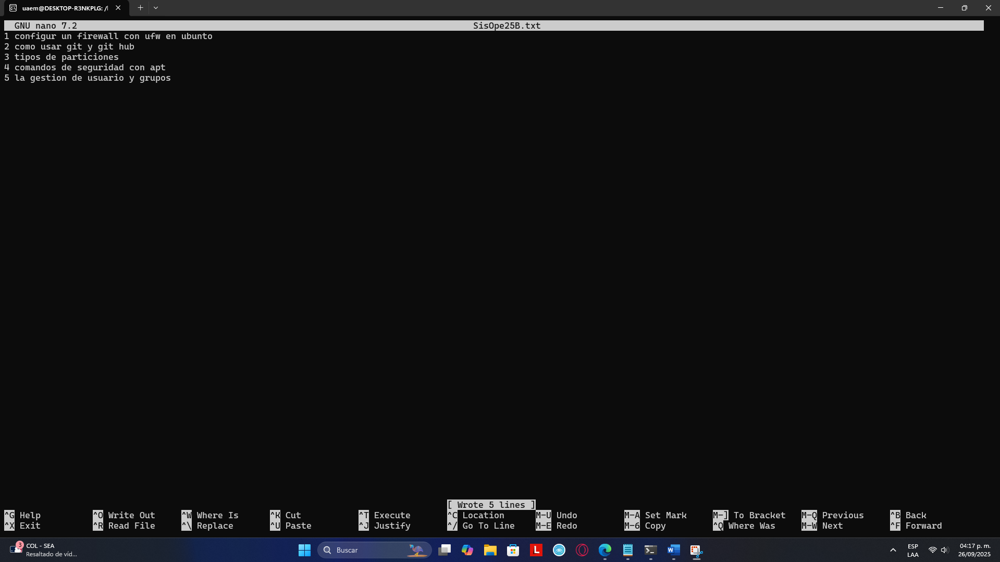 uaem@DESKTOP-R3NKPLG: /
GNU nano 7.2 SisOpe25B.txt
1 configur un firewall con ufw en ubunto
2 como usar git y git hub
3 tipos de particiones
4 comandos de seguridad con apt
5 la gestion de usuario y grupos
[ Wrote 5 lines ]
^G Help ^O Write Out ^W Where Is ^K Cut ^T Execute ^C Location M-U Undo M-A Set Mark M-] To Bracket M-Q Previous ^B Back
^X Exit ^R Read File ^\ Replace ^U Paste ^J Justify ^/ Go To Line M-E Redo M-6 Copy ^Q Where Was M-W Next ^F Forward
3
COL - SEA
Resaltado de víd...
Buscar
L
W
ESP
LAA
04:17 p. m.
26/09/2025